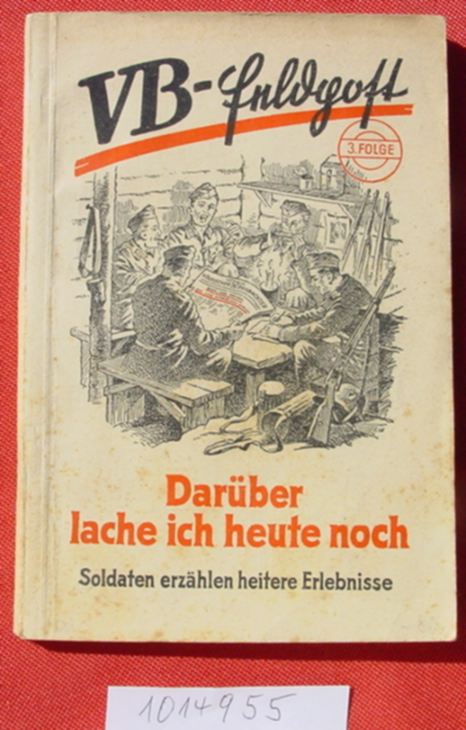 VB-Feldpost
3. FOLGE
Darüber
lache ich heute noch
Soldaten erzählen heitere Erlebnisse
1014955